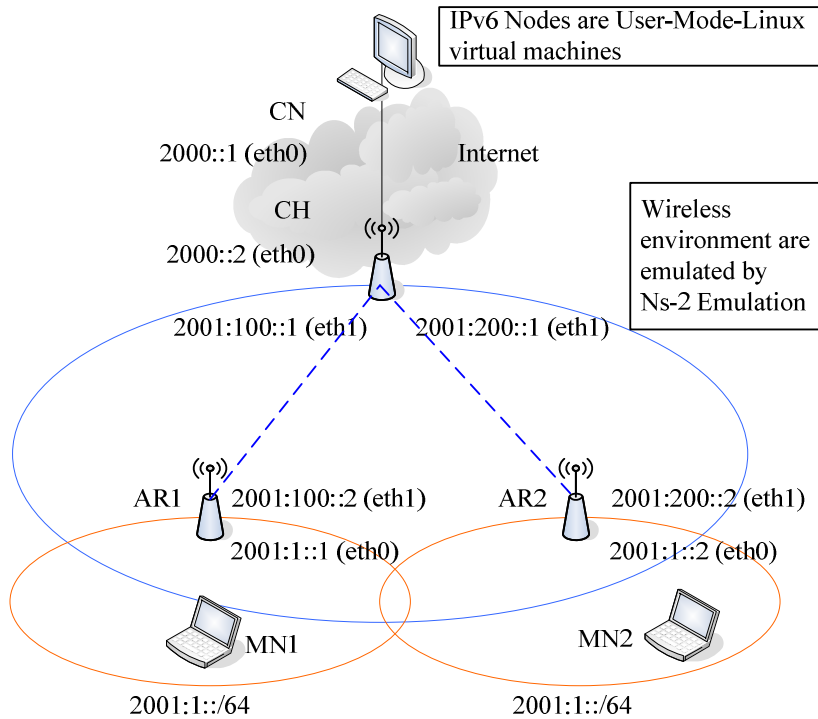 IPv6 Nodes are User-Mode-Linux
virtual machines
CN
2000::1 (eth0)
Internet
CH
2000::2 (eth0)
Wireless
environment are
emulated by
Ns-2 Emulation
2001:100::1 (eth1)
2001:200::1 (eth1)
AR1
2001:100::2 (eth1)
AR2
2001:200::2 (eth1)
2001:1::1 (eth0)
2001:1::2 (eth0)
MN1
MN2
2001:1::/64
2001:1::/64